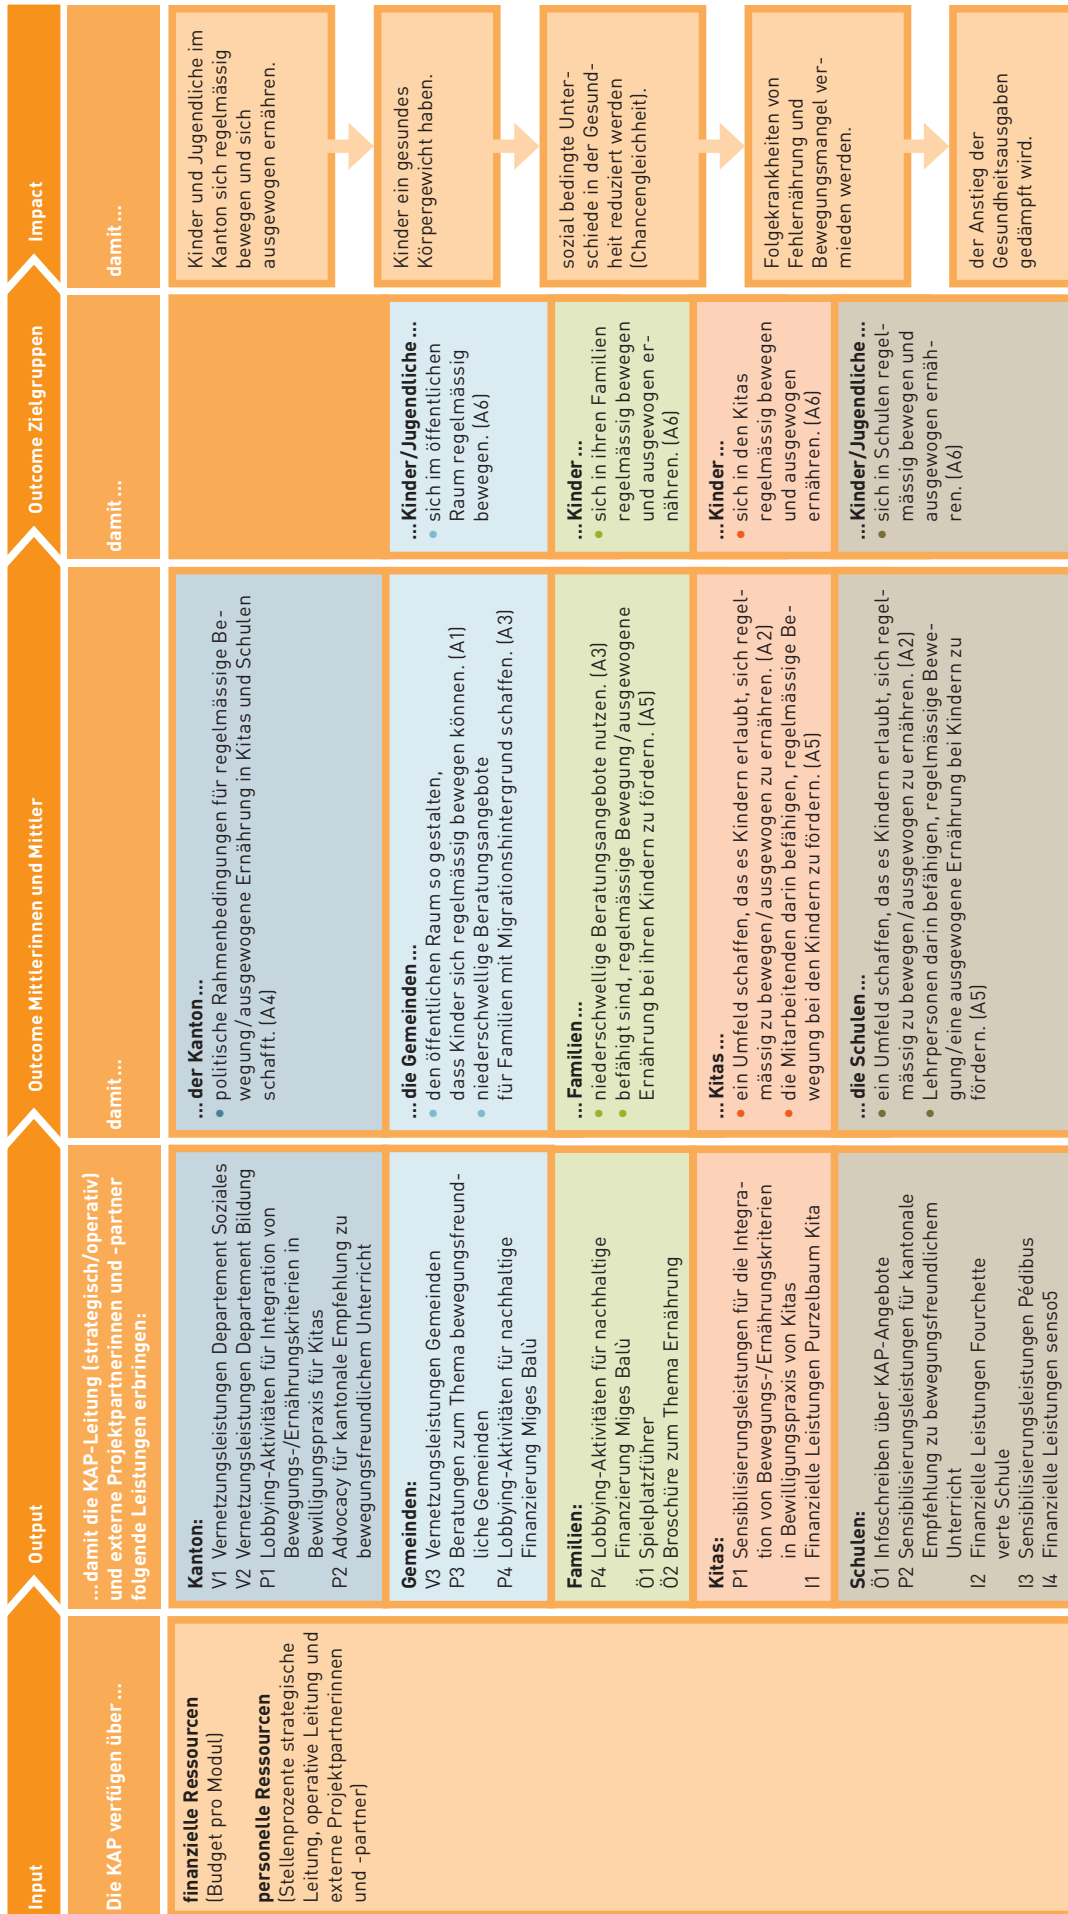 Input
Output
Outcome Mittlerinnen und Mittler
Outcome Zielgruppen
Impact
Die KAP verfügen über ...
... damit die KAP-Leitung (strategisch/operativ)
und externe Projektpartnerinnen und -partner
folgende Leistungen erbringen:
damit ...
damit ...
damit ...
finanzielle Ressourcen
(Budget pro Modul)
personelle Ressourcen
(Stellenprozente strategische
Leitung, operative Leitung und
externe Projektpartnerinnen
und -partner)
Kanton:
V1 Vernetzungsleistungen Departement Soziales
V2 Vernetzungsleistungen Departement Bildung
P1 Lobbying-Aktivitäten für Integration von
Bewegungs-/Ernährungskriterien in
Bewilligungspraxis für Kitas
P2 Advocacy für kantonale Empfehlung zu
bewegungsfreundlichem Unterricht
Gemeinden:
V3 Vernetzungsleistungen Gemeinden
P3 Beratungen zum Thema bewegungsfreund-
liche Gemeinden
P4 Lobbying-Aktivitäten für nachhaltige
Finanzierung Miges Balù
Familien:
P4 Lobbying-Aktivitäten für nachhaltige
Finanzierung Miges Balù
Ö1 Spielplatzführer
Ö2 Broschüre zum Thema Ernährung
Kitas:
P1 Sensibilisierungsleistungen für die Integra-
tion von Bewegungs-/Ernährungskriterien
in Bewilligungspraxis von Kitas
I1 Finanzielle Leistungen Purzelbaum Kita
Schulen:
Ö1 Infoschreiben über KAP-Angebote
P2 Sensibilisierungsleistungen für kantonale
Empfehlung zu bewegungsfreundlichem
Unterricht
I2 Finanzielle Leistungen Fourchette
verte Schule
I3 Sensibilisierungsleistungen Pédibus
I4 Finanzielle Leistungen senso5
... der Kanton ...
• politische Rahmenbedingungen für regelmässige Be-
wegung/ausgewogene Ernährung in Kitas und Schulen
schafft. (A4)
... die Gemeinden ...
• den öffentlichen Raum so gestalten,
dass Kinder sich regelmässig bewegen können. (A1)
• niederschwellige Beratungsangebote
für Familien mit Migrationshintergrund schaffen. (A3)
... Familien ...
• niederschwellige Beratungsangebote nutzen. (A3)
• befähigt sind, regelmässige Bewegung/ausgewogene
Ernährung bei ihren Kindern zu fördern. (A5)
... Kitas ...
• ein Umfeld schaffen, das es Kindern erlaubt, sich regel-
mässig zu bewegen/ausgewogen zu ernähren. (A2)
• die Mitarbeitenden darin befähigen, regelmässige Be-
wegung bei den Kindern zu fördern. (A5)
... die Schulen ...
• ein Umfeld schaffen, das es Kindern erlaubt, sich regel-
mässig zu bewegen/ausgewogen zu ernähren. (A2)
• Lehrpersonen darin befähigen, regelmässige Bewe-
gung/eine ausgewogene Ernährung bei Kindern zu
fördern. (A5)
... Kinder/Jugendliche ...
• sich im öffentlichen
Raum regelmässig
bewegen. (A6)
... Kinder ...
• sich in ihren Familien
regelmässig bewegen
und ausgewogen er-
nähren. (A6)
... Kinder ...
• sich in den Kitas
regelmässig bewegen
und ausgewogen
ernähren. (A6)
... Kinder/Jugendliche ...
• sich in Schulen regel-
mässig bewegen und
ausgewogen ernäh-
ren. (A6)
Kinder und Jugendliche im
Kanton sich regelmässig
bewegen und sich
ausgewogen ernähren.
Kinder ein gesundes
Körpergewicht haben.
sozial bedingte Unter-
schiede in der Gesund-
heit reduziert werden
(Chancengleichheit).
Folgekrankheiten von
Fehlernährung und
Bewegungsmangel ver-
mieden werden.
der Anstieg der
Gesundheitsausgaben
gedämpft wird.